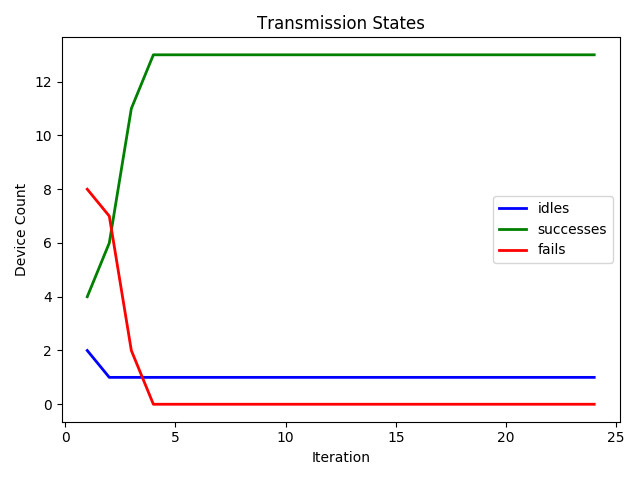 Transmission States
Device Count
12
10
8
6
4
2
0
idles
successes
fails
0 5 10 15 20 25
Iteration